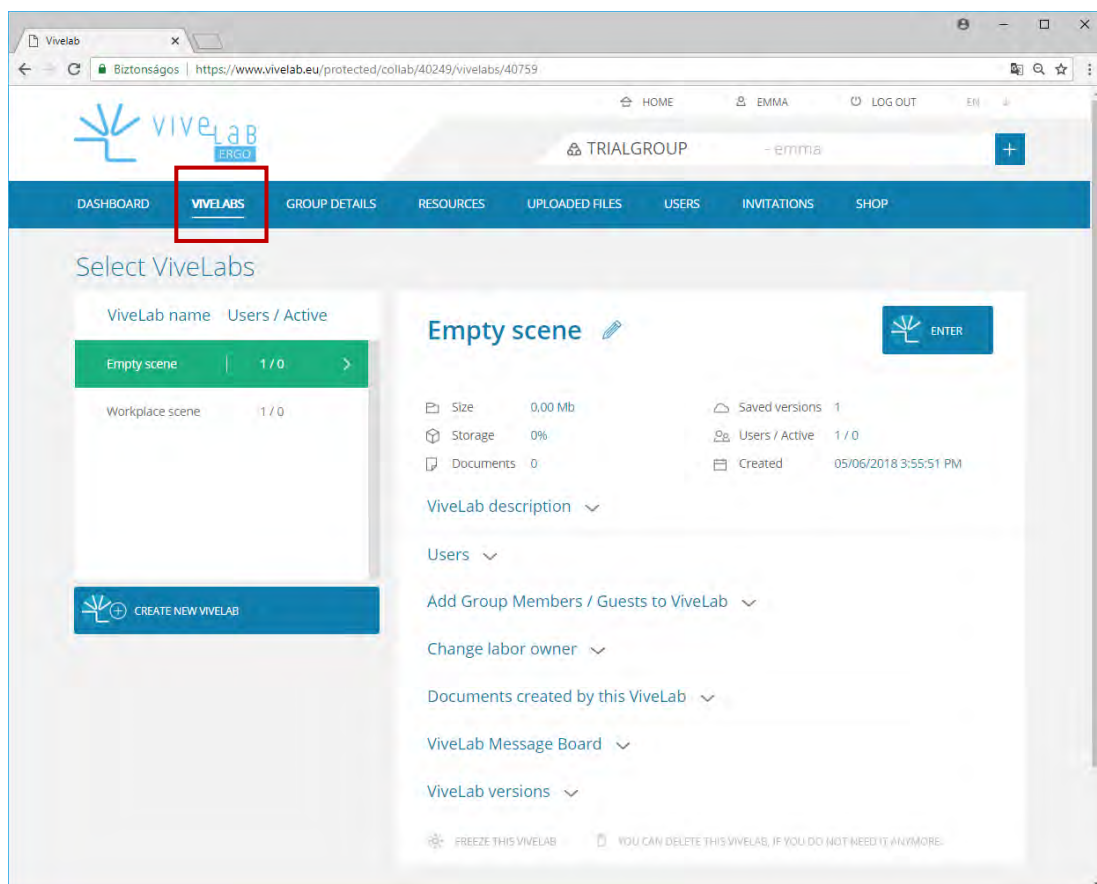 Vivelab
Biztonságos | https://www.vivelab.eu/protected/collab/40249/vivelabs/40759
HOME EMMA LOG OUT EN
VIVELAB
ERGO
TRIALGROUP - emma +
DASHBOARD VIVELABS GROUP DETAILS RESOURCES UPLOADED FILES USERS INVITATIONS SHOP
Select ViveLabs
ViveLab name Users / Active
Empty scene 1 / 0
Workplace scene 1 / 0
CREATE NEW VIVELAB
Empty scene
ENTER
Size 0,00 Mb Saved versions 1
Storage 0% Users / Active 1 / 0
Documents 0 Created 05/06/2018 3:55:51 PM
ViveLab description
Users
Add Group Members / Guests to ViveLab
Change labor owner
Documents created by this ViveLab
ViveLab Message Board
ViveLab versions
FREEZE THIS VIVELAB YOU CAN DELETE THIS VIVELAB, IF YOU DO NOT NEED IT ANYMORE.